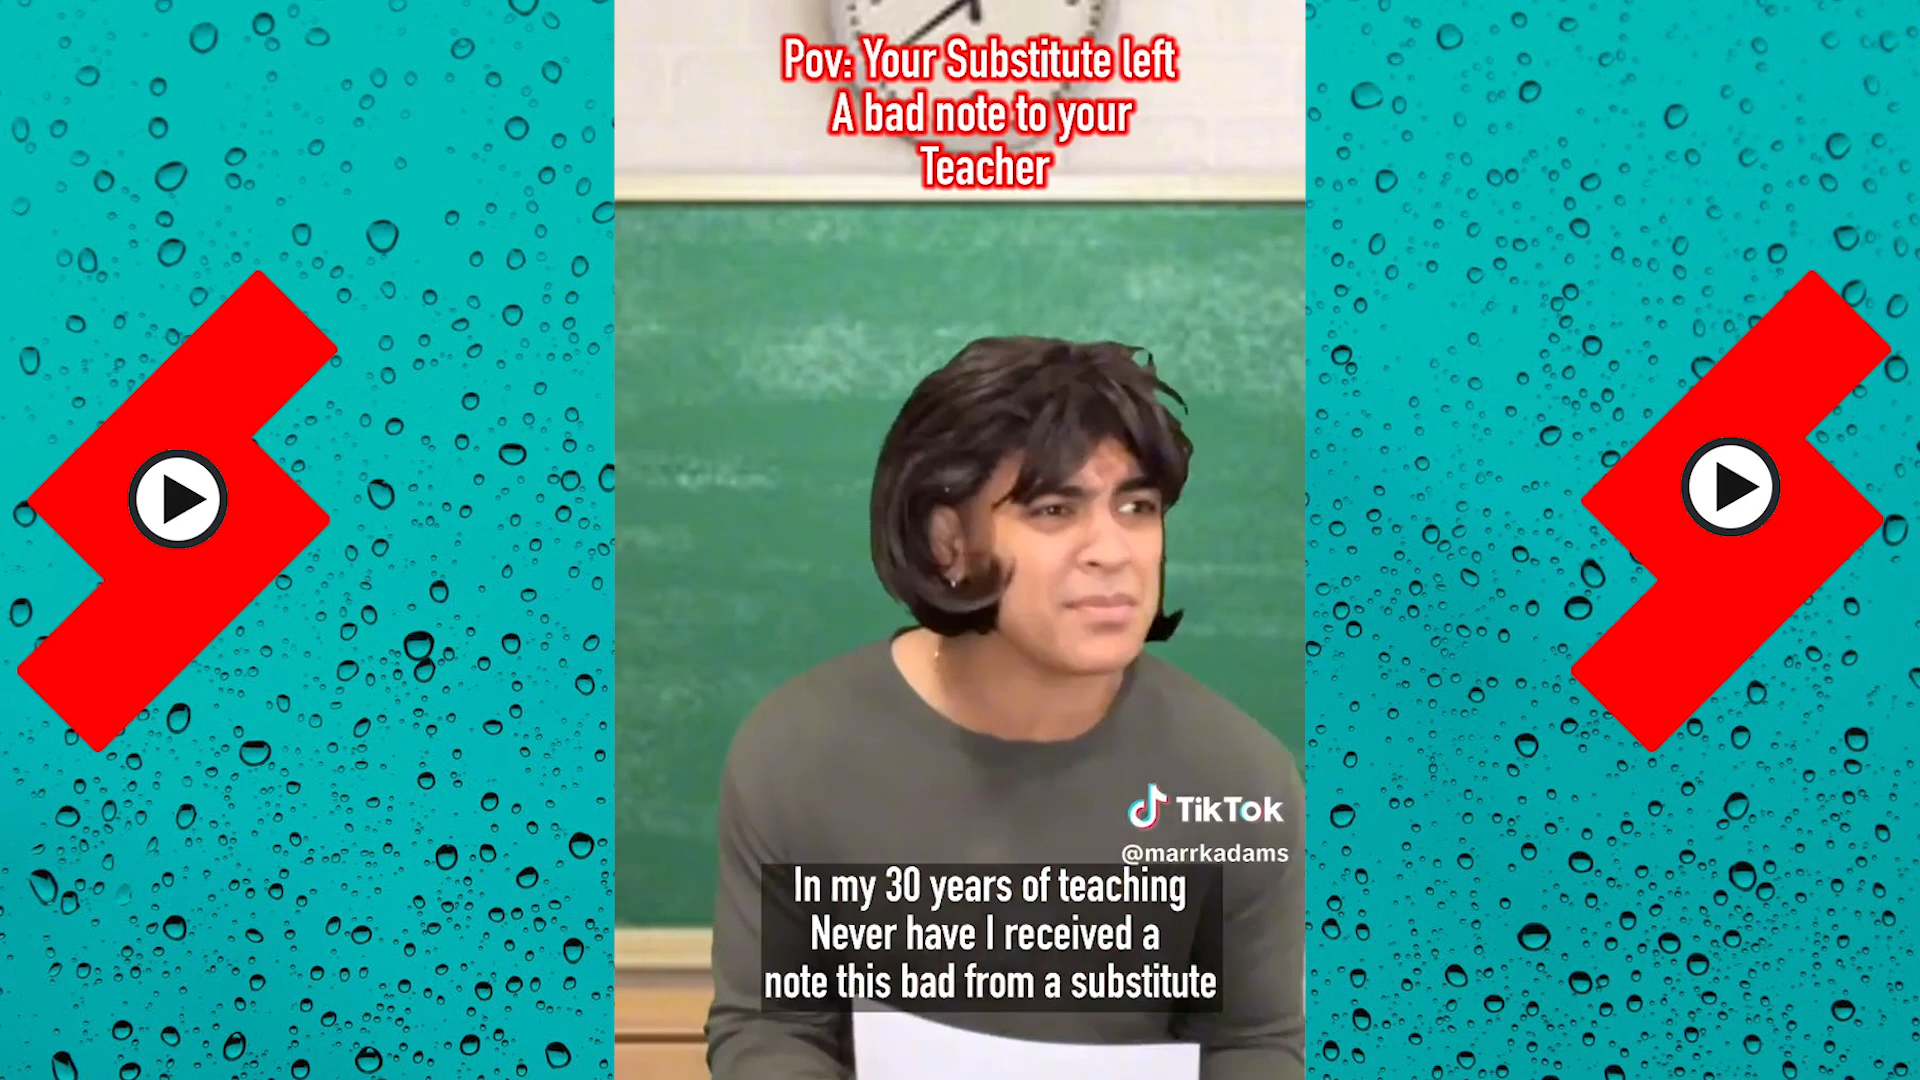 Pov: Your Substitute left
A bad note to your
Teacher
TikTok
@marrkadams
In my 30 years of teaching
Never have I received a
note this bad from a substitute